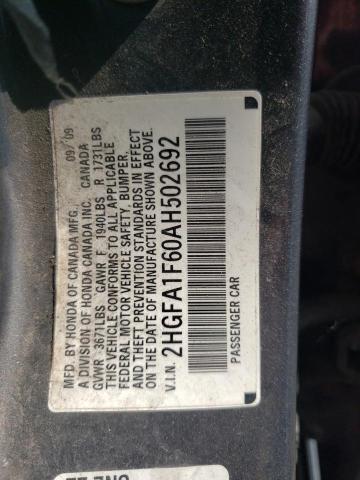 MFD. BY HONDA OF CANADA MFG.
A DIVISION OF HONDA CANADA INC. CANADA 09/09
GVWR 3671LBS GAWR F 1940LBS R 1731LBS
THIS VEHICLE CONFORMS TO ALL APPLICABLE
FEDERAL MOTOR VEHICLE SAFETY, BUMPER,
AND THEFT PREVENTION STANDARDS IN EFFECT
ON THE DATE OF MANUFACTURE SHOWN ABOVE.
V.I.N. 2HGFA1F60AH502692
PASSENGER CAR